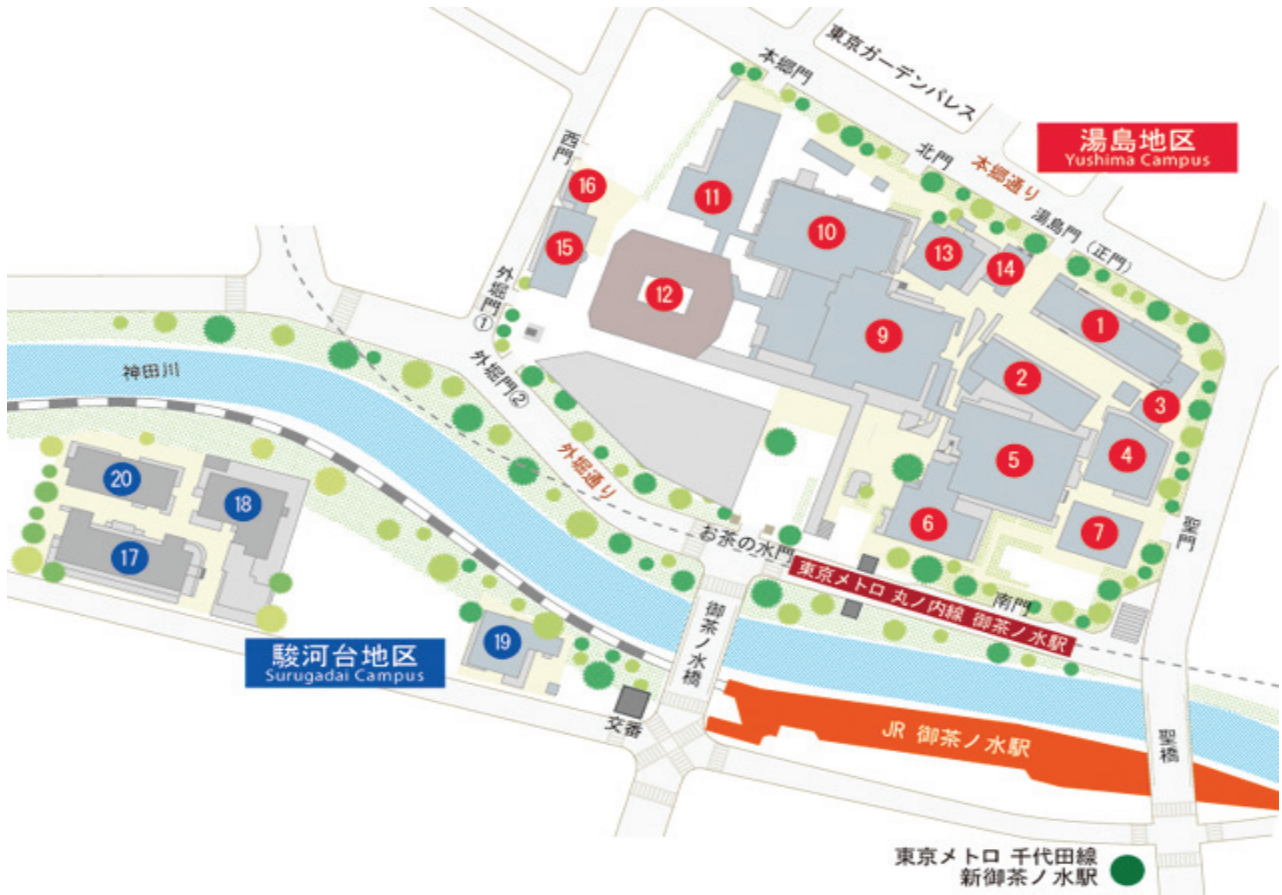 東京ガーデンパレス
本郷門
湯島地区
Yushima Campus
北門
本郷通り
西門
湯島門(正門)
16
11
10
13
14
15
12
外堀門①
1
9
2
3
神田川
外堀門②
4
5
外堀通り
20
18
6
7
17
お茶の水門
聖門
東京メトロ 丸ノ内線 御茶ノ水駅
南門
19
御茶ノ水橋
駿河台地区
Surugadai Campus
交番
JR 御茶ノ水駅
聖橋
東京メトロ 千代田線
新御茶ノ水駅